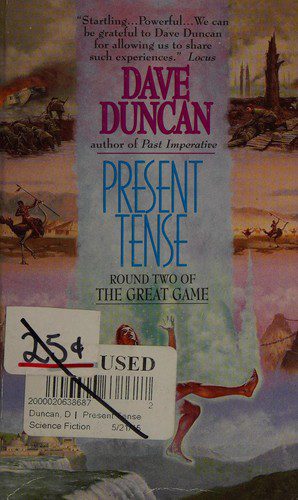 "Startling...Powerful...We can
be grateful to Dave Duncan
for allowing us to share
such experiences." Locus
DAVE
DUNCAN
author of Past Imperative
PRESENT
TENSE
ROUND TWO OF
THE GREAT GAME
25¢
USED
2000020638687
2
Duncan, D | Present Tense
Science Fiction